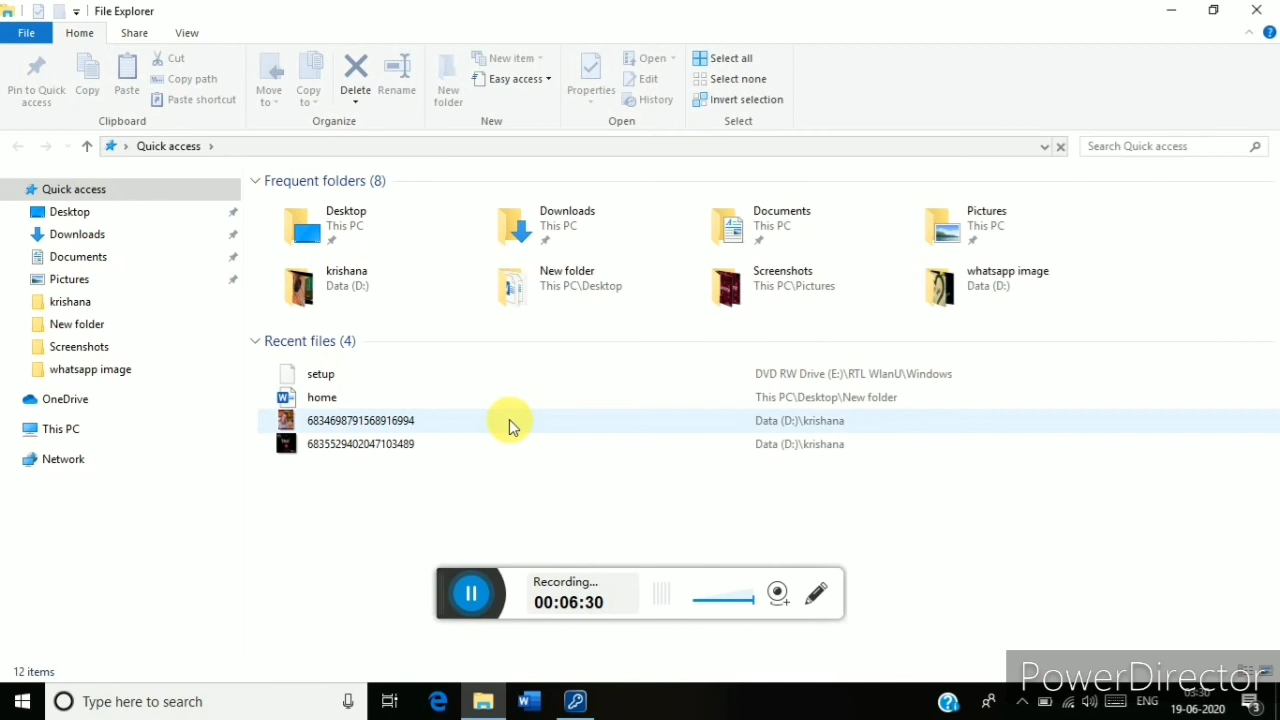 File Explorer
File Home Share View
Pin to Quick access
Copy
Paste
Cut
Copy path
Paste shortcut
Clipboard
Move to
Copy to
Delete
Rename
Organize
New folder
New item
Easy access
New
Properties
Open
Edit
History
Open
Select all
Select none
Invert selection
Select
Quick access
Search Quick access
Quick access
Desktop
Downloads
Documents
Pictures
krishana
New folder
Screenshots
whatsapp image
OneDrive
This PC
Network
Frequent folders (8)
Desktop
This PC
Downloads
This PC
Documents
This PC
Pictures
This PC
krishana
Data (D:)
New folder
This PC\Desktop
Screenshots
This PC\Pictures
whatsapp image
Data (D:)
Recent files (4)
setup DVD RW Drive (E:)\RTL WlanU\Windows
home This PC\Desktop\New folder
6834698791568916994 Data (D:)\krishana
6835529402047103489 Data (D:)\krishana
Recording...
00:06:30
12 items
PowerDirector
Type here to search
ENG
03:30
19-06-2020
3